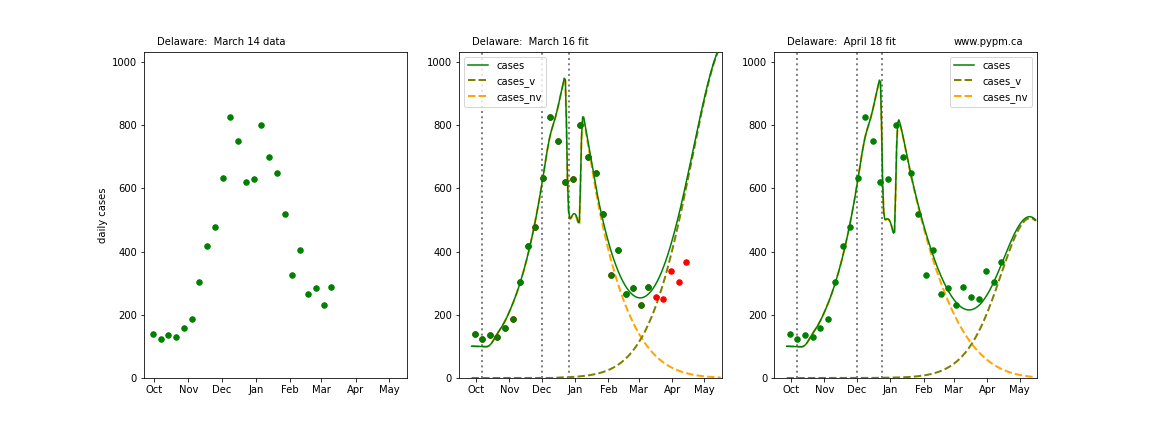 Delaware:  March 14 data
1000
800
600
400
200
0
daily cases
Oct Nov Dec Jan Feb Mar Apr May
Delaware:  March 16 fit
cases
cases_v
cases_nv
1000
800
600
400
200
0
Oct Nov Dec Jan Feb Mar Apr May
Delaware:  April 18 fit
www.pypm.ca
cases
cases_v
cases_nv
1000
800
600
400
200
0
Oct Nov Dec Jan Feb Mar Apr May